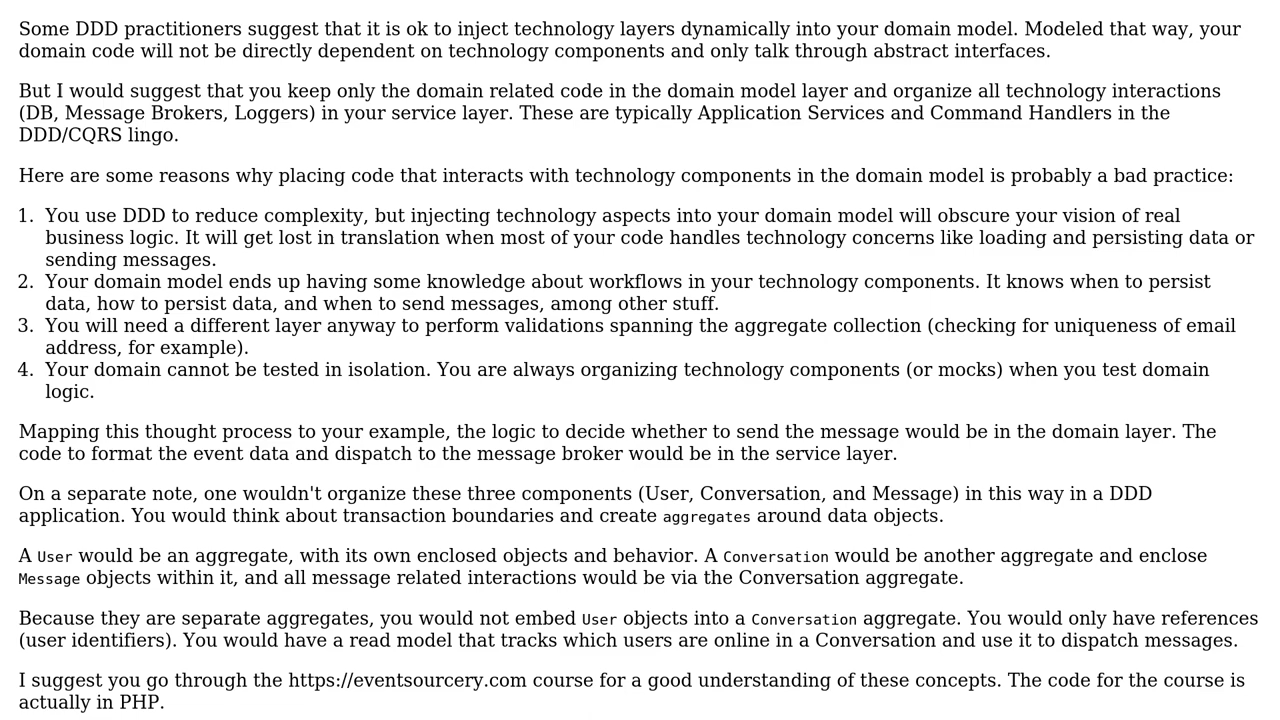 Some DDD practitioners suggest that it is ok to inject technology layers dynamically into your domain model. Modeled that way, your
domain code will not be directly dependent on technology components and only talk through abstract interfaces.
But I would suggest that you keep only the domain related code in the domain model layer and organize all technology interactions
(DB, Message Brokers, Loggers) in your service layer. These are typically Application Services and Command Handlers in the
DDD/CQRS lingo.
Here are some reasons why placing code that interacts with technology components in the domain model is probably a bad practice:
1. You use DDD to reduce complexity, but injecting technology aspects into your domain model will obscure your vision of real
business logic. It will get lost in translation when most of your code handles technology concerns like loading and persisting data or
sending messages.
2. Your domain model ends up having some knowledge about workflows in your technology components. It knows when to persist
data, how to persist data, and when to send messages, among other stuff.
3. You will need a different layer anyway to perform validations spanning the aggregate collection (checking for uniqueness of email
address, for example).
4. Your domain cannot be tested in isolation. You are always organizing technology components (or mocks) when you test domain
logic.
Mapping this thought process to your example, the logic to decide whether to send the message would be in the domain layer. The
code to format the event data and dispatch to the message broker would be in the service layer.
On a separate note, one wouldn't organize these three components (User, Conversation, and Message) in this way in a DDD
application. You would think about transaction boundaries and create aggregates around data objects.
A User would be an aggregate, with its own enclosed objects and behavior. A Conversation would be another aggregate and enclose
Message objects within it, and all message related interactions would be via the Conversation aggregate.
Because they are separate aggregates, you would not embed User objects into a Conversation aggregate. You would only have references
(user identifiers). You would have a read model that tracks which users are online in a Conversation and use it to dispatch messages.
I suggest you go through the https://eventsourcery.com course for a good understanding of these concepts. The code for the course is
actually in PHP.